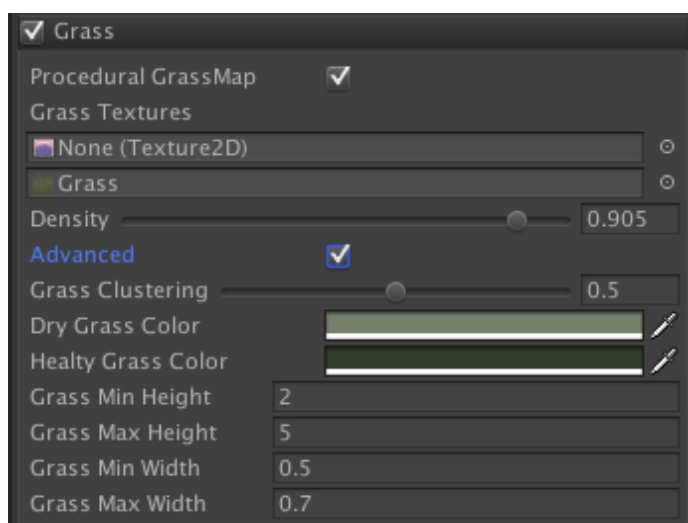 Grass
Procedural GrassMap
Grass Textures
None (Texture2D)
Grass
Density 0.905
Advanced
Grass Clustering 0.5
Dry Grass Color
Healty Grass Color
Grass Min Height 2
Grass Max Height 5
Grass Min Width 0.5
Grass Max Width 0.7